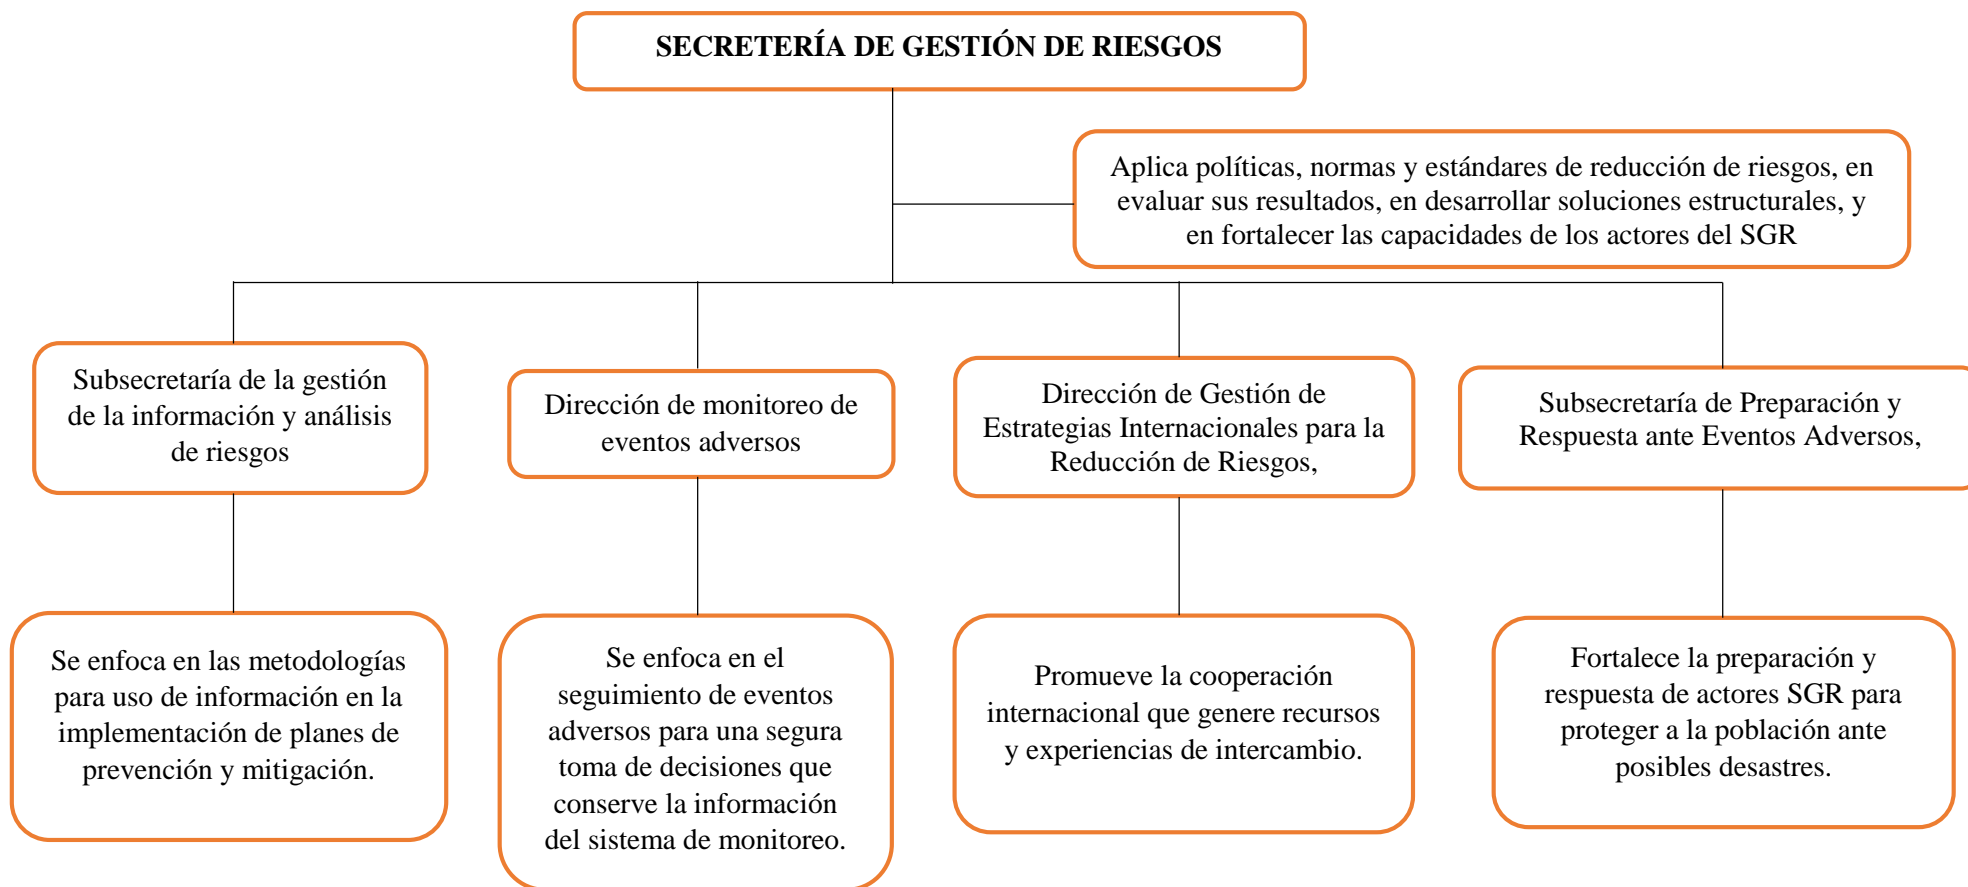 SECRETERÍA DE GESTIÓN DE RIESGOS
Aplica políticas, normas y estándares de reducción de riesgos, en
evaluar sus resultados, en desarrollar soluciones estructurales, y
en fortalecer las capacidades de los actores del SGR
Subsecretaría de la gestión
de la información y análisis
de riesgos
Dirección de monitoreo de
eventos adversos
Dirección de Gestión de
Estrategias Internacionales para la
Reducción de Riesgos,
Subsecretaría de Preparación y
Respuesta ante Eventos Adversos,
Se enfoca en las metodologías
para uso de información en la
implementación de planes de
prevención y mitigación.
Se enfoca en el
seguimiento de eventos
adversos para una segura
toma de decisiones que
conserve la información
del sistema de monitoreo.
Promueve la cooperación
internacional que genere recursos
y experiencias de intercambio.
Fortalece la preparación y
respuesta de actores SGR para
proteger a la población ante
posibles desastres.